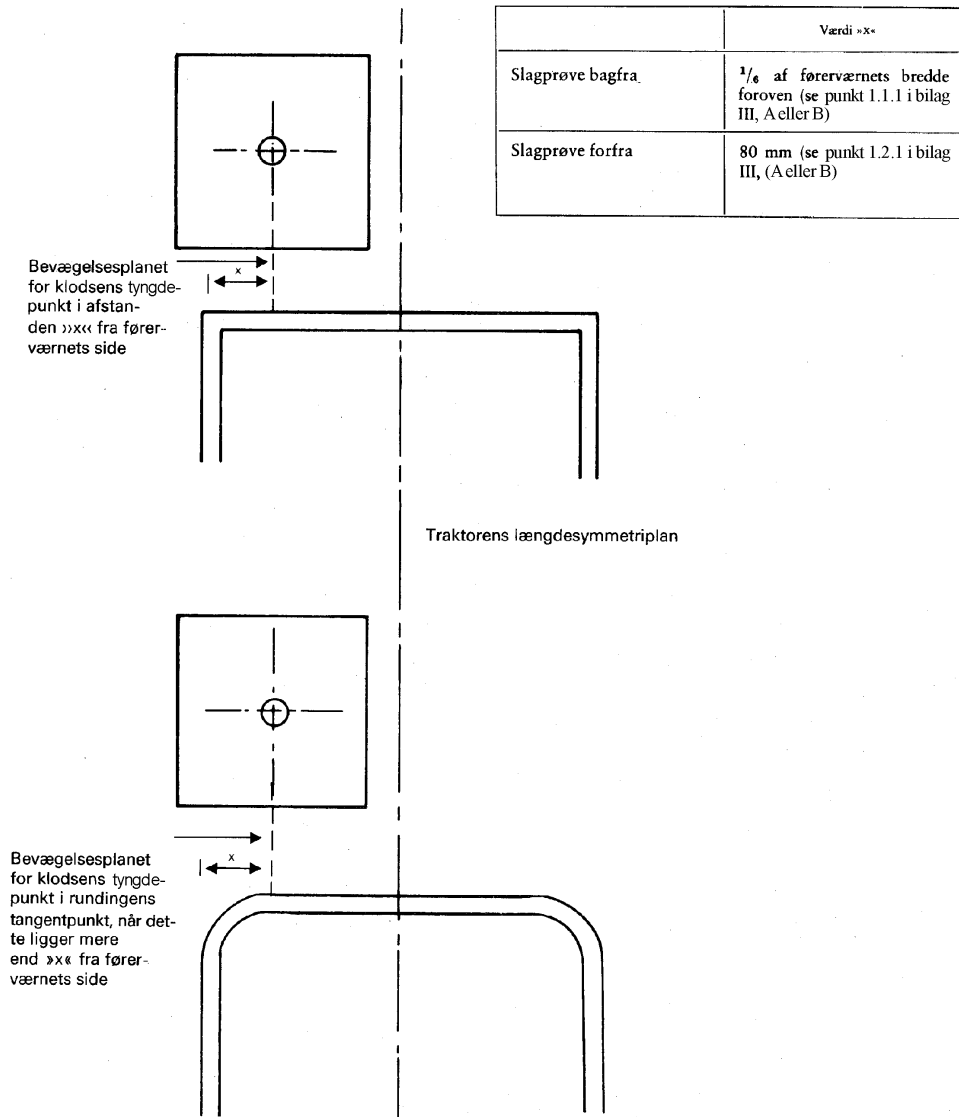 Værdi »x«
Slagprøve bagfra
1/6 af førerværnets bredde
foroven (se punkt 1.1.1 i bilag
III, A eller B)
Slagprøve forfra
80 mm (se punkt 1.2.1 i bilag
III, (A eller B)
Bevægelsesplanet
for klodsens tyngde-
punkt i afstan-
den »x« fra fører-
værnets side
x
Traktorens længdesymmetriplan
Bevægelsesplanet
for klodsens tyngde-
punkt i rundingens
tangentpunkt, når det-
te ligger mere
end »x« fra fører-
værnets side
x